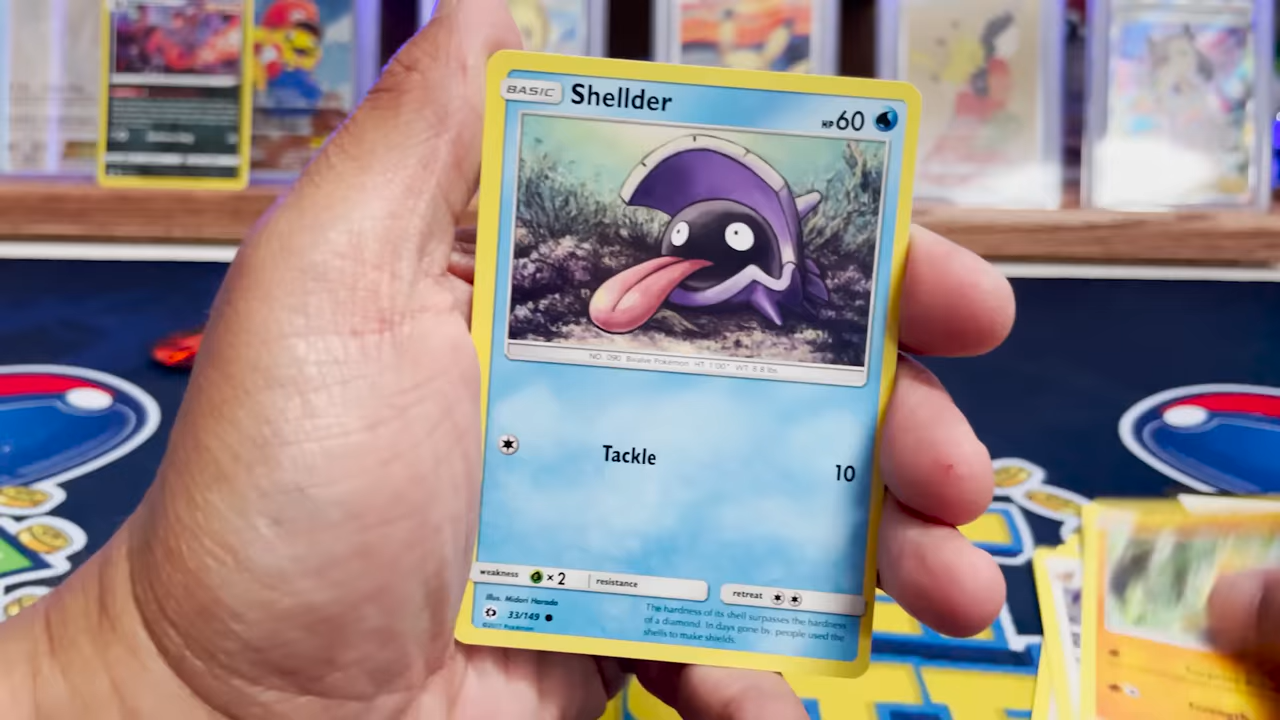 BASIC Shellder HP 60
NO. 090 Bivalve Pokémon HT: 1'00" WT: 8.8 lbs
Tackle 10
weakness ×2 resistance retreat
Illus. Midori Harada
33/149
©2017 Pokémon
The hardness of its shell surpasses the hardness
of a diamond. In days gone by, people used the
shells to make shields.